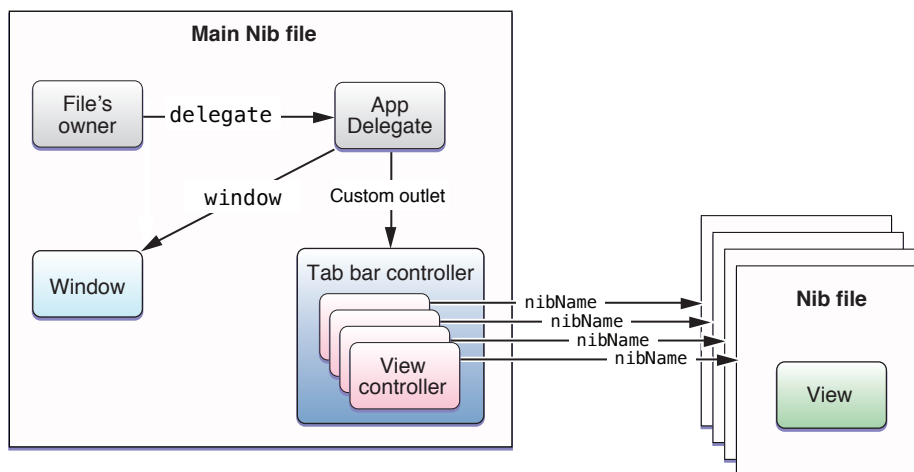 Main Nib file
File's
owner
delegate
App
Delegate
window
Custom outlet
Window
Tab bar controller
nibName
nibName
nibName
nibName
View
controller
Nib file
View